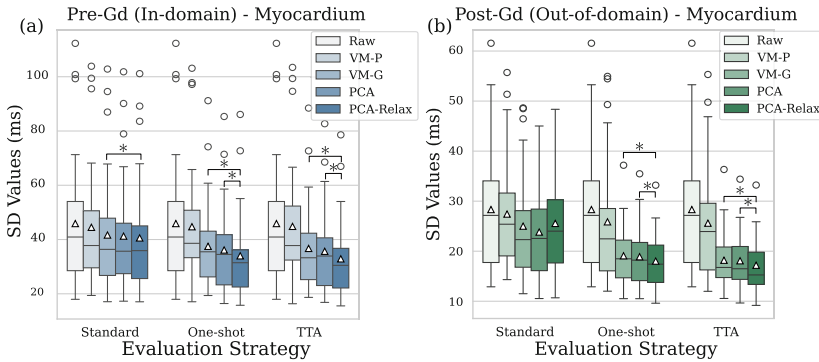 (a)
Pre-Gd (In-domain) - Myocardium
SD Values (ms)
100
80
60
40
20
Raw
VM-P
VM-G
PCA
PCA-Relax
*
*
*
*
*
Standard
One-shot
TTA
Evaluation Strategy
(b)
Post-Gd (Out-of-domain) - Myocardium
SD Values (ms)
60
50
40
30
20
10
Raw
VM-P
VM-G
PCA
PCA-Relax
*
*
*
*
Standard
One-shot
TTA
Evaluation Strategy